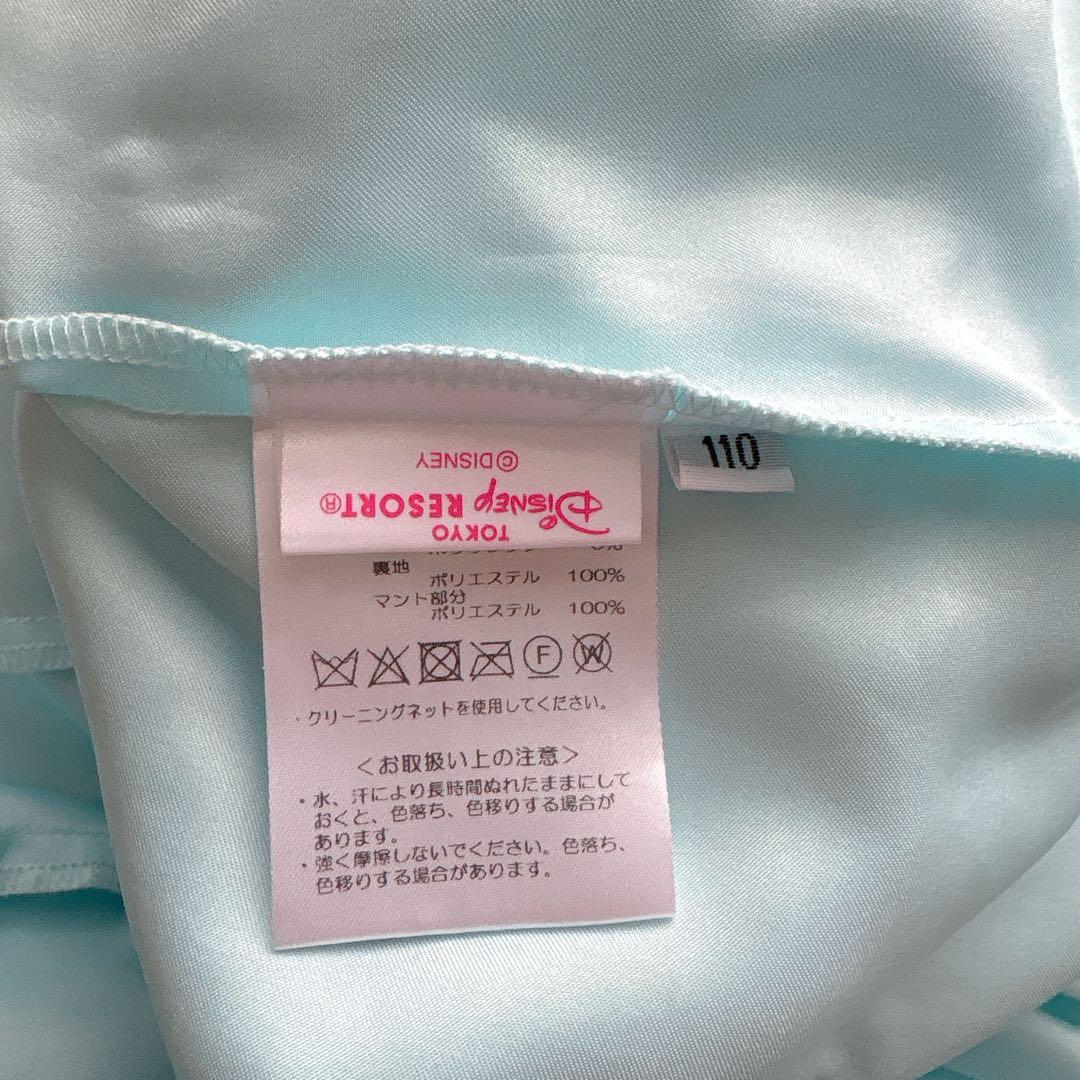 110
© DISNEY
TOKYO
Disney RESORT®
裏地
ポリエステル 100%
マント部分
ポリエステル 100%
F W
・クリーニングネットを使用してください。
＜お取扱い上の注意＞
・水、汗により長時間ぬれたままにして
おくと、色落ち、色移りする場合が
あります。
・強く摩擦しないでください。色落ち、
色移りする場合があります。